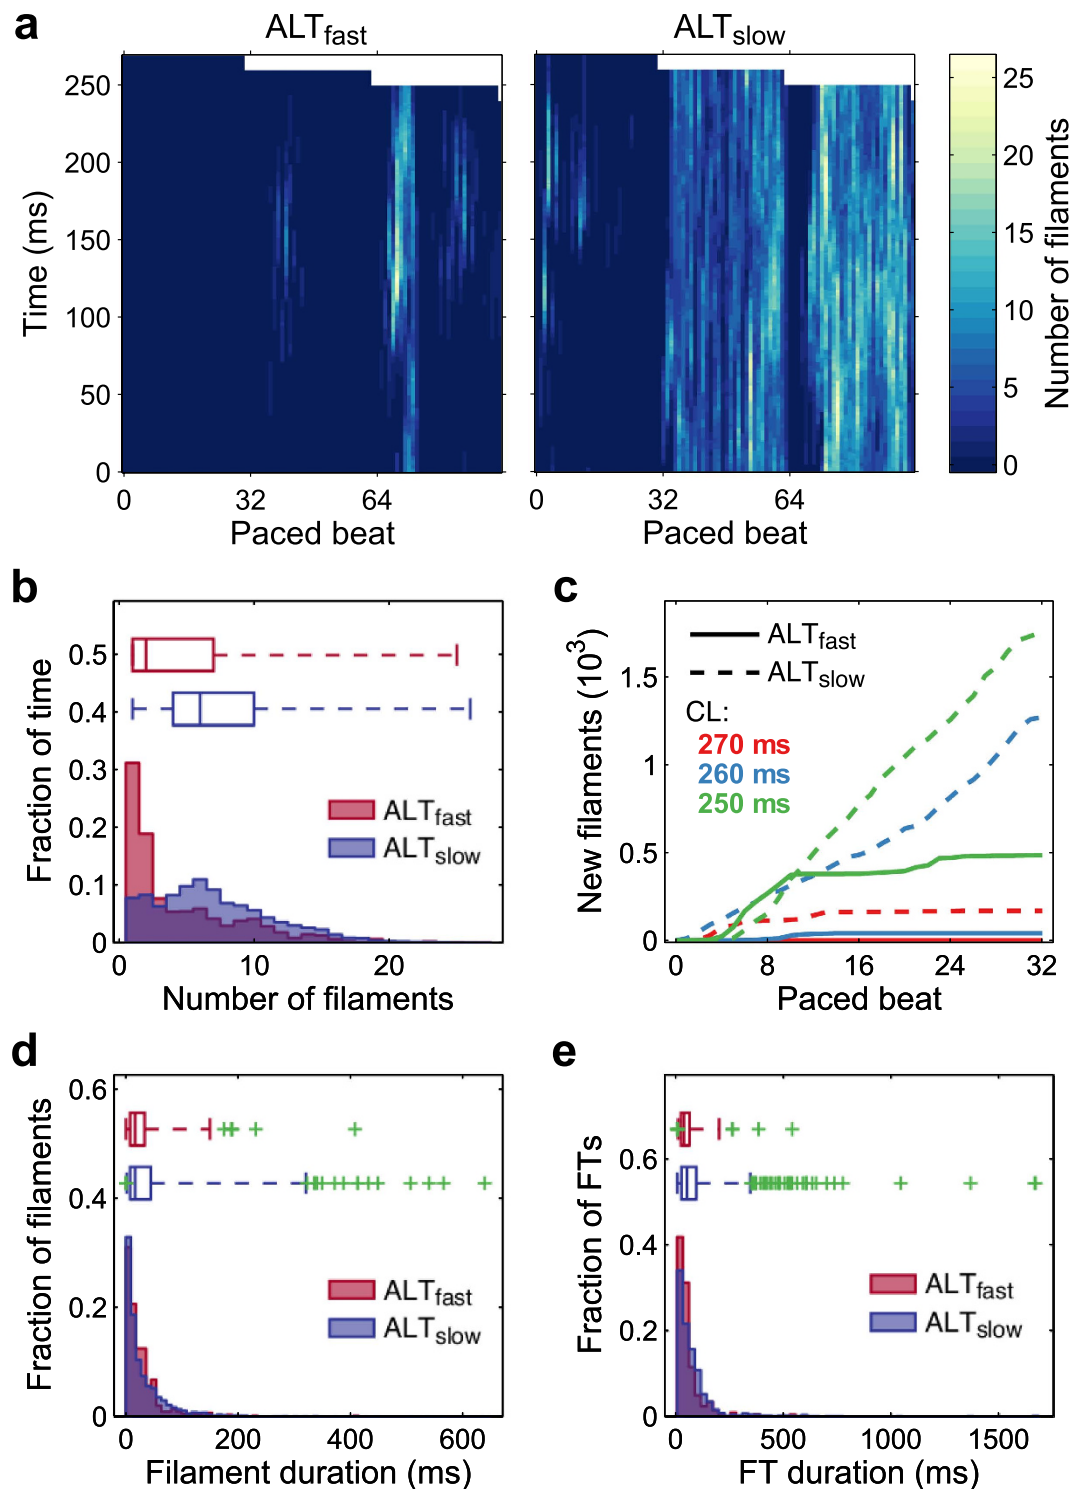 a
ALTfast
ALTslow
250
200
150
100
50
0
Time (ms)
0
32
64
Paced beat
0
32
64
Paced beat
25
20
15
10
5
0
Number of filaments
b
0.5
0.4
0.3
0.2
0.1
0
Fraction of time
ALTfast
ALTslow
0
10
20
Number of filaments
c
1.5
1
0.5
0
New filaments (10³)
ALTfast
ALTslow
CL:
270 ms
260 ms
250 ms
0
8
16
24
32
Paced beat
d
0.6
0.4
0.2
0
Fraction of filaments
ALTfast
ALTslow
0
200
400
600
Filament duration (ms)
e
0.6
0.4
0.2
0
Fraction of FTs
ALTfast
ALTslow
0
500
1000
1500
FT duration (ms)